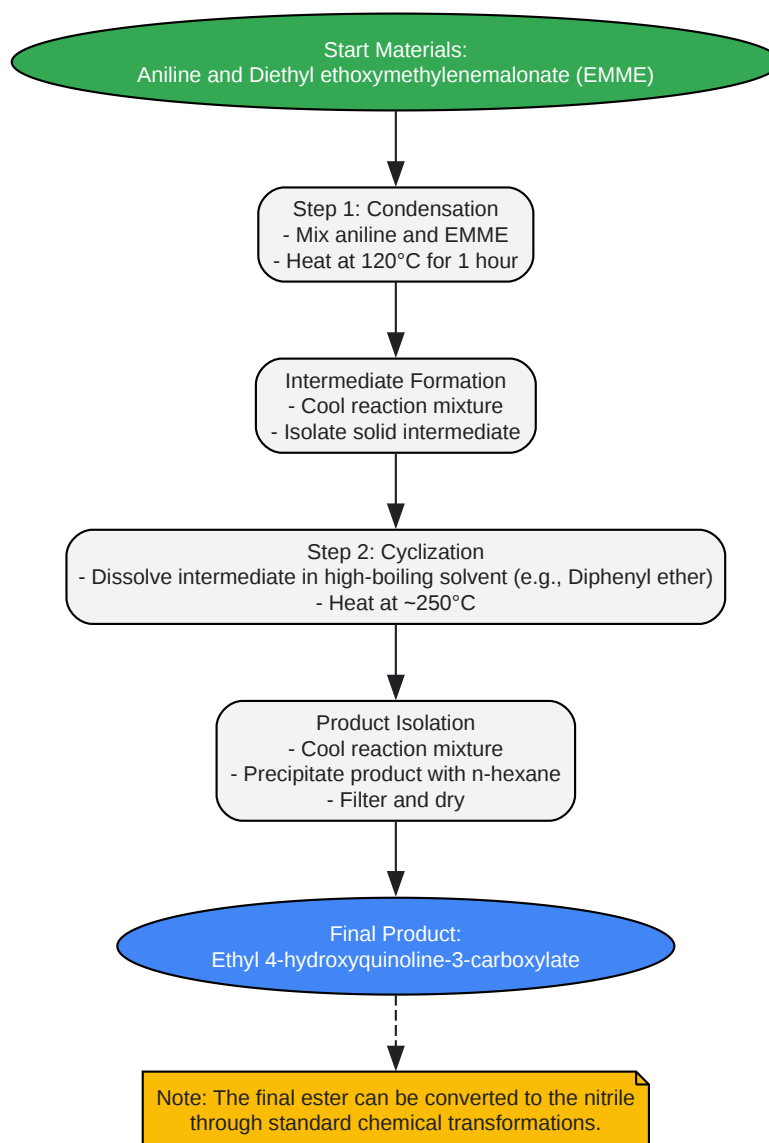 Start Materials:
Aniline and Diethyl ethoxymethylenemalonate (EMME)
Step 1: Condensation
- Mix aniline and EMME
- Heat at 120°C for 1 hour
Intermediate Formation
- Cool reaction mixture
- Isolate solid intermediate
Step 2: Cyclization
- Dissolve intermediate in high-boiling solvent (e.g., Diphenyl ether)
- Heat at ~250°C
Product Isolation
- Cool reaction mixture
- Precipitate product with n-hexane
- Filter and dry
Final Product:
Ethyl 4-hydroxyquinoline-3-carboxylate
Note: The final ester can be converted to the nitrile
through standard chemical transformations.